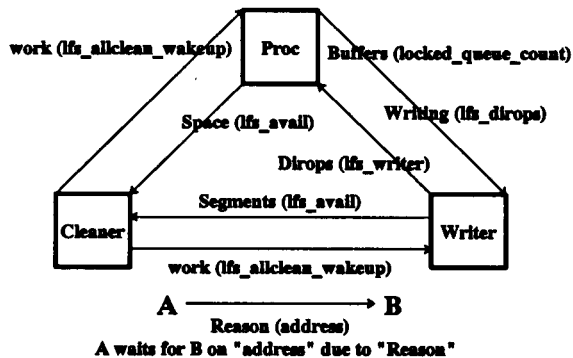 work (lfs_allclean_wakeup)
Proc
Buffers (locked_queue_count)
Writing (lfs_dirops)
Space (lfs_avail)
Dirops (lfs_writer)
Segments (lfs_avail)
Cleaner
Writer
work (lfs_allclean_wakeup)
A B
Reason (address)
A waits for B on "address" due to "Reason"